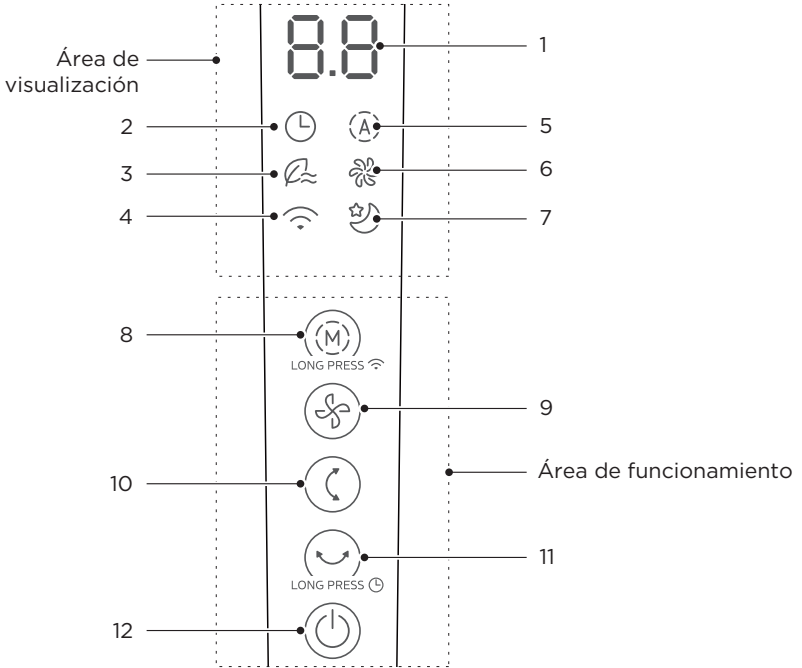 8.8
1
Área de
visualización
2
A
5
3
6
4
7
8
M
LONG PRESS
9
10
Área de funcionamiento
11
LONG PRESS
12